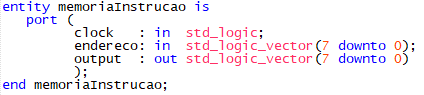 entity memoriaInstrucao is
port (
clock : in std_logic;
endereco: in std_logic_vector(7 downto 0);
output : out std_logic_vector(7 downto 0)
);
end memoriaInstrucao;